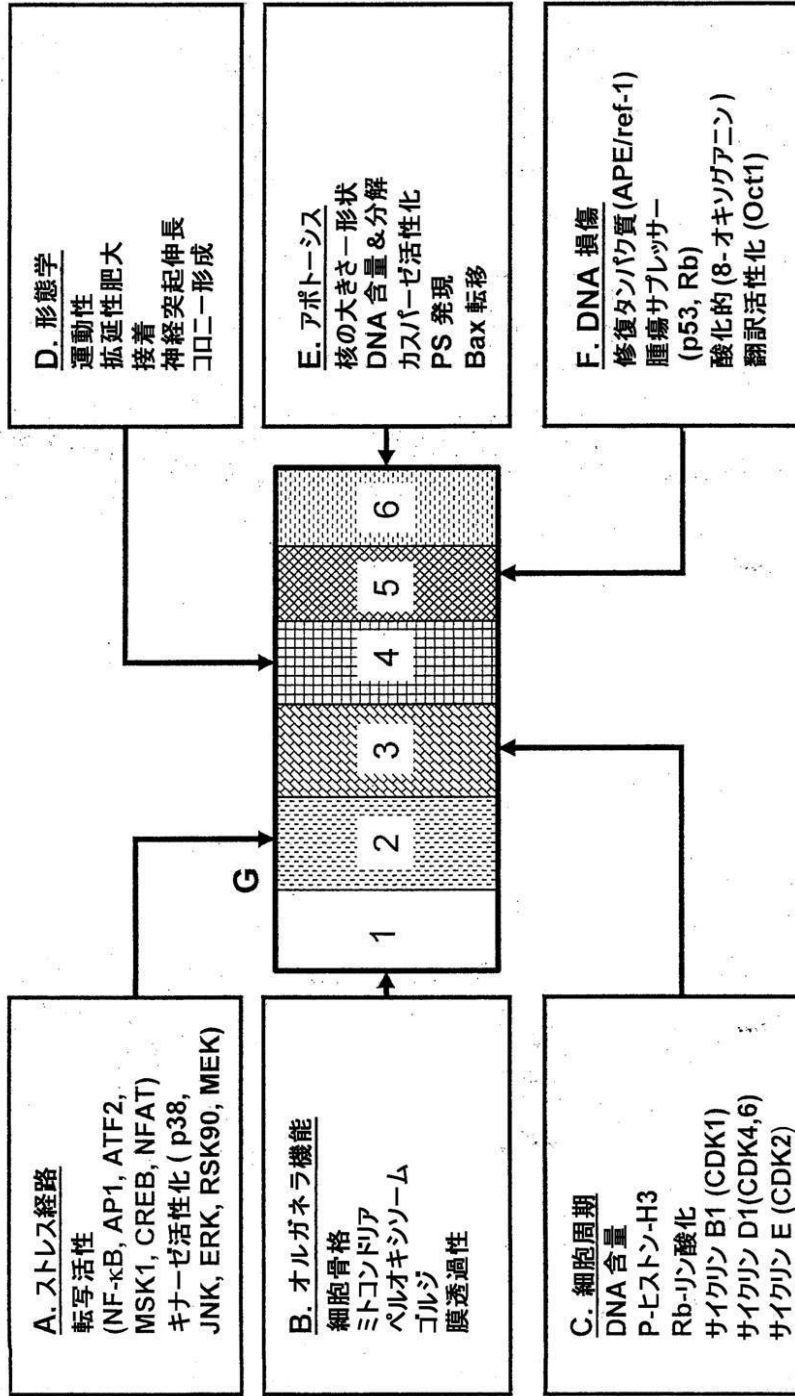 A. ストレス経路
転写活性
(NF-κB, AP1, ATF2,
MSK1, CREB, NFAT)
キナーゼ活性化 ( p38,
JNK, ERK, RSK90, MEK)
B. オルガネラ機能
細胞骨格
ミトコンドリア
ペルオキシソーム
ゴルジ
膜透過性
C. 細胞周期
DNA 含量
P-ヒストン-H3
Rb-リン酸化
サイクリン B1 (CDK1)
サイクリン D1(CDK4,6)
サイクリン E (CDK2)
G
1
2
3
4
5
6
D. 形態学
運動性
拡延性肥大
接着
神経突起伸長
コロニー形成
E. アポトーシス
核の大きさー形状
DNA 含量 &分解
カスパーゼ活性化
PS 発現
Bax 転移
F. DNA 損傷
修復タンパク質(APE/ref-1)
腫瘍サプレッサー
(p53, Rb)
酸化的 (8-オキソグアニン)
翻訳活性化 (Oct1)